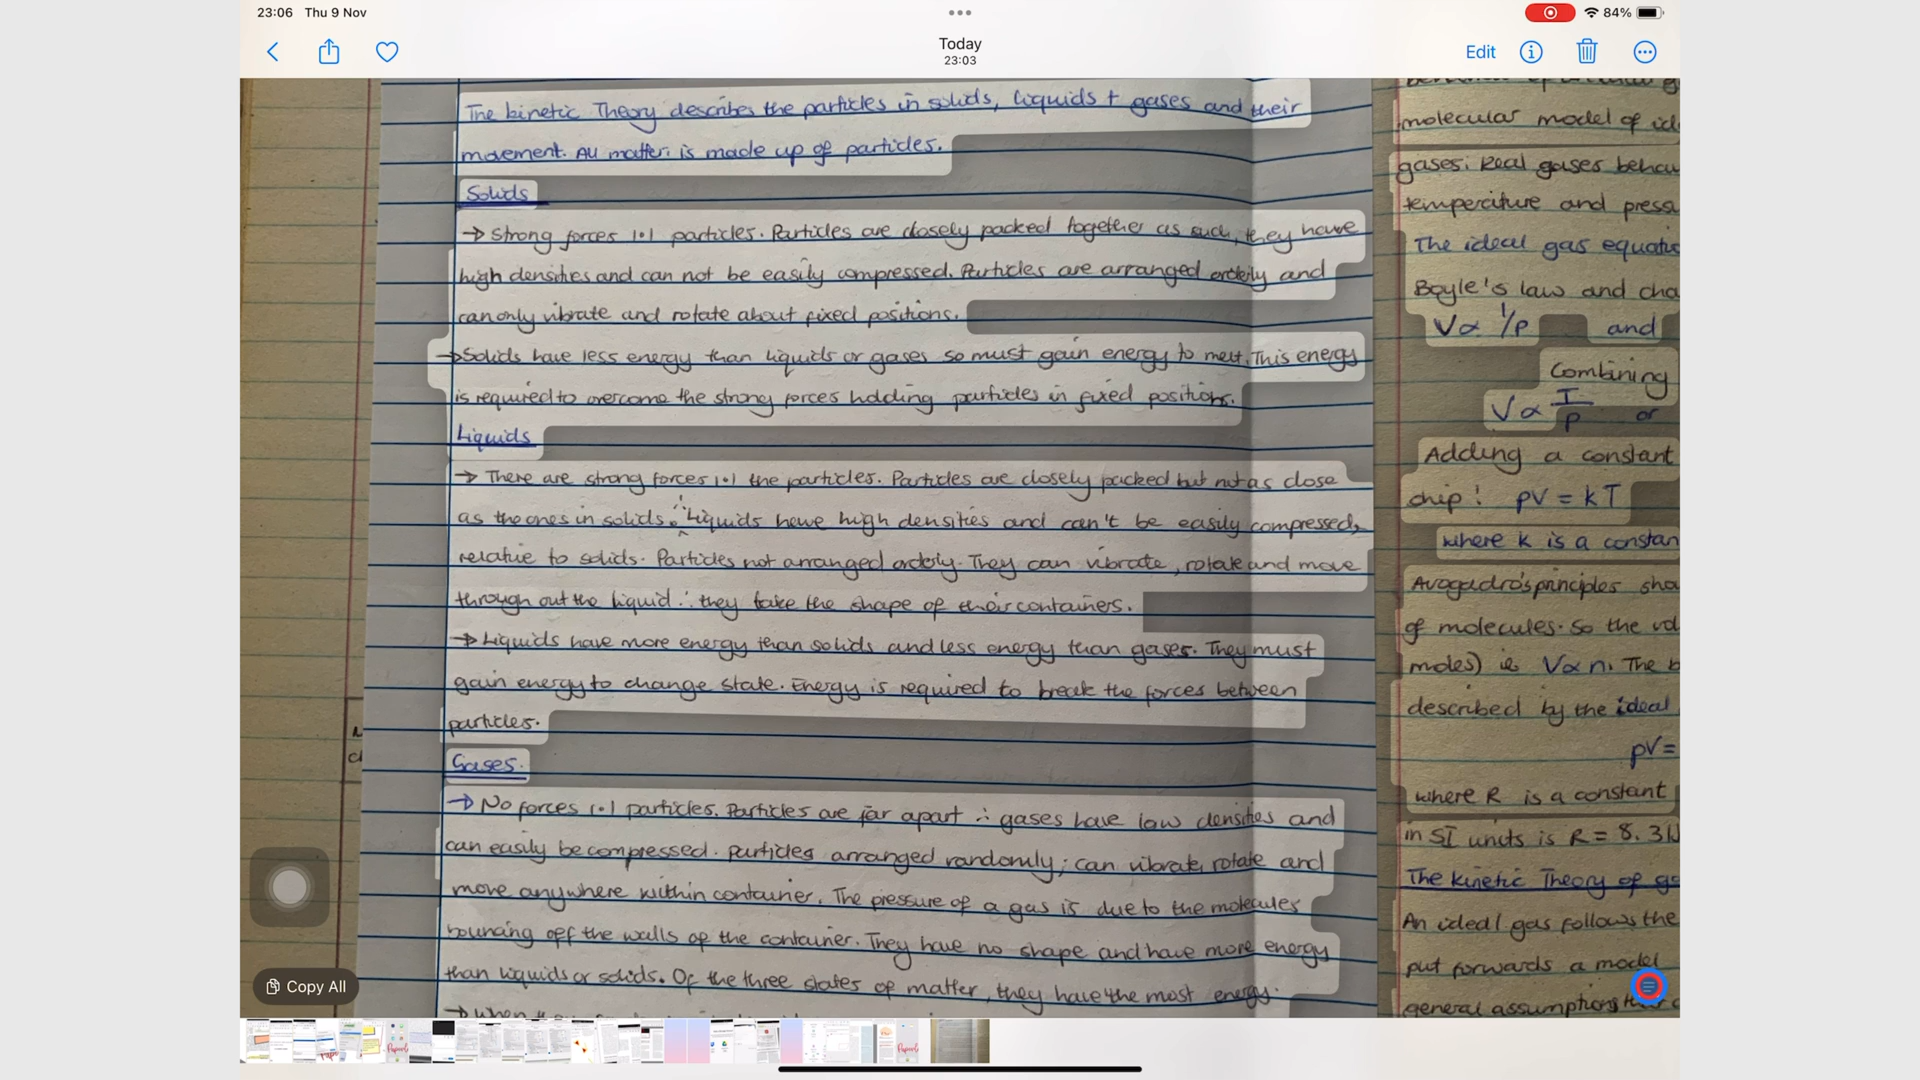 23:06 Thu 9 Nov
84%
Today
23:03
Edit
The kinetic Theory describes the particles in solids, liquids + gases and their
movement. All matter is made up of particles.
Solids
→ Strong forces 1·1 particles. Particles are closely packed together as such, they have
high densities and can not be easily compressed. Particles are arranged orderly and
can only vibrate and rotate about fixed positions.
→ Solids have less energy than liquids or gases so must gain energy to melt. This energy
is required to overcome the strong forces holding particles in fixed positions.
Liquids
→ There are strong forces 1·1 the particles. Particles are closely packed but not as close
as the ones in solids. ∴ Liquids have high densities and can't be easily compressed,
relative to solids. Particles not arranged orderly. They can vibrate, rotate and move
through out the liquid ∴ they take the shape of their containers.
→ Liquids have more energy than solids and less energy than gases. They must
gain energy to change state. Energy is required to break the forces between
particles.
Gases.
→ No forces 1·1 particles. Particles are far apart ∴ gases have low densities and
can easily be compressed. Particles arranged randomly; can vibrate, rotate and
move anywhere within container. The pressure of a gas is due to the molecules
bouncing off the walls of the container. They have no shape and have more energy
than liquids or solids. Of the three states of matter, they have the most energy.
→ when
molecular model of id
gases. Real gases behav
temperature and press
The ideal gas equatio
Boyle's law and cha
V ∝ 1/p and
Combining
V ∝ T/p or
Adding a constant
chip! pV = kT
where k is a constan
Avogadro's principles sho
of molecules. So the vol
moles) ie V ∝ n. The b
described by the ideal
pV =
where R is a constant
in SI units is R = 8.31J
The Kinetic Theory of ga
An ideal gas follows the
put forwards a model
general assumptions
Copy All